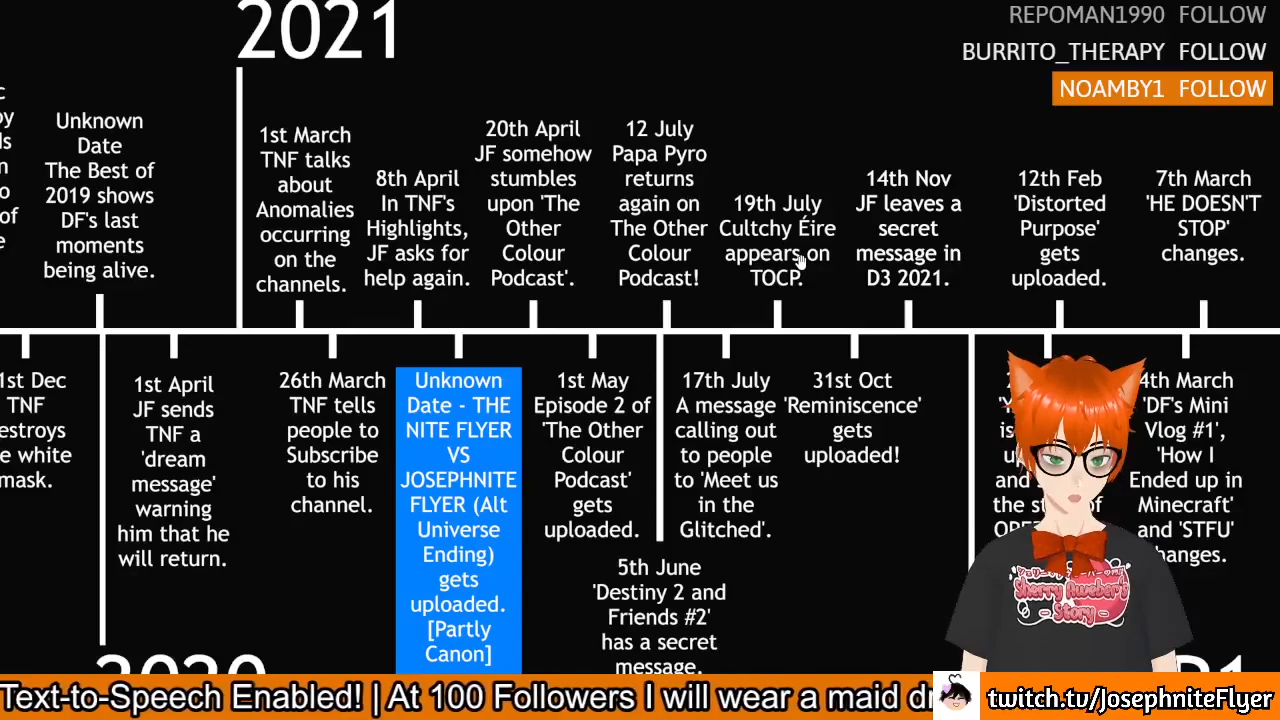 2021
REPOMAN1990 FOLLOW
BURRITO_THERAPY FOLLOW
NOAMBY1 FOLLOW
Unknown
Date
The Best of
2019 shows
DF's last
moments
being alive.
1st March
TNF talks
about
Anomalies
occurring
on the
channels.
8th April
In TNF's
Highlights,
JF asks for
help again.
20th April
JF somehow
stumbles
upon 'The
Other
Colour
Podcast'.
12 July
Papa Pyro
returns
again on
The Other
Colour
Podcast!
19th July
Cultchy Éire
appears on
TOCP.
14th Nov
JF leaves a
secret
message in
D3 2021.
12th Feb
'Distorted
Purpose'
gets
uploaded.
7th March
'HE DOESN'T
STOP'
changes.
1st Dec
TNF
estroys
e white
mask.
1st April
JF sends
TNF a
'dream
message'
warning
him that he
will return.
26th March
TNF tells
people to
Subscribe
to his
channel.
Unknown
Date - THE
NITE FLYER
VS
JOSEPHNITE
FLYER (Alt
Universe
Ending)
gets
uploaded.
[Partly
Canon]
1st May
Episode 2 of
'The Other
Colour
Podcast'
gets
uploaded.
5th June
'Destiny 2 and
Friends #2'
has a secret
message.
17th July
A message
calling out
to people
to 'Meet us
in the
Glitched'.
31st Oct
'Reminiscence'
gets
uploaded!
4th March
'DF's Mini
Vlog #1',
'How I
Ended up in
Minecraft'
and 'STFU'
hanges.
2020
Sherry Aweber's
Story
Text-to-Speech Enabled! | At 100 Followers I will wear a maid dr
twitch.tv/JosephniteFlyer